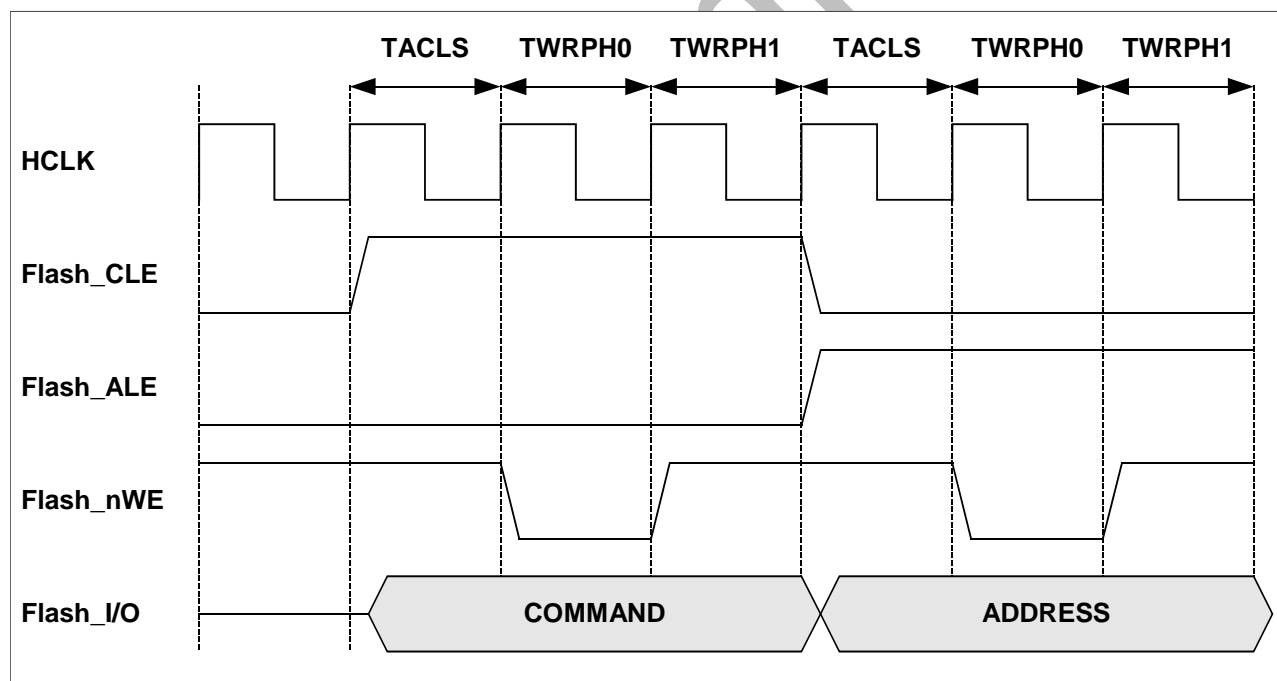 TACLS TWRPH0 TWRPH1 TACLS TWRPH0 TWRPH1
HCLK
Flash_CLE
Flash_ALE
Flash_nWE
Flash_I/O COMMAND ADDRESS